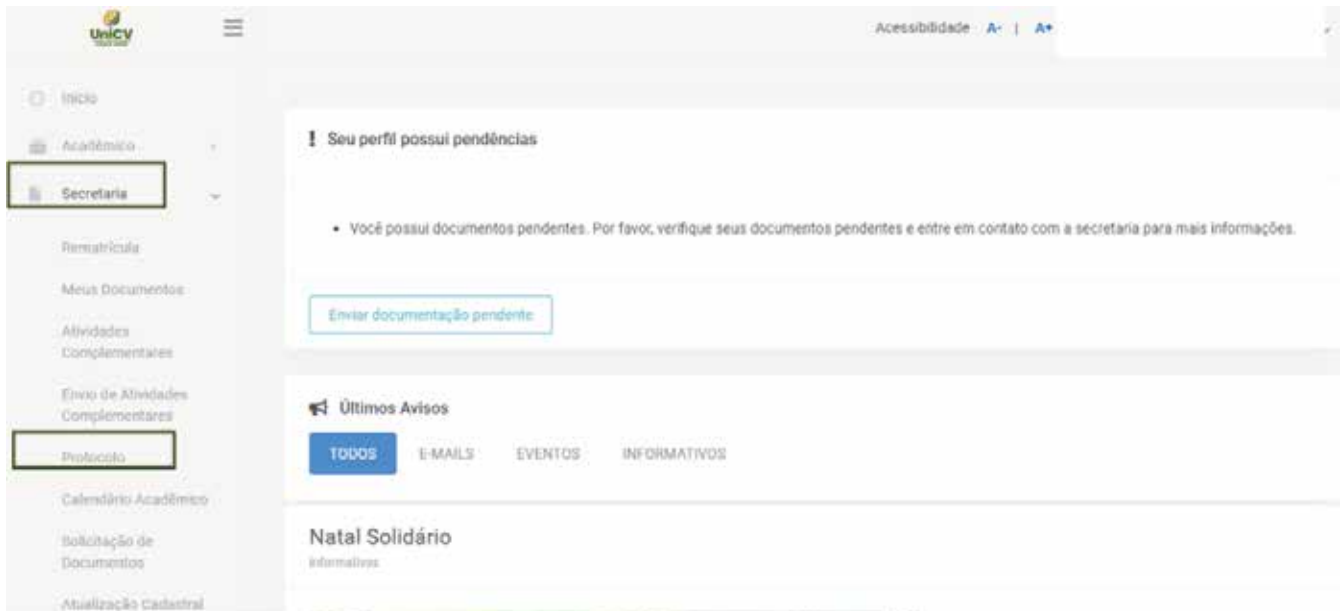 UniCV
Acessibilidade A- | A+
Início
Acadêmico
Secretaria
Rematrícula
Meus Documentos
Atividades
Complementares
Envio de Atividades
Complementares
Protocolo
Calendário Acadêmico
Solicitação de
Documentos
Atualização Cadastral
! Seu perfil possui pendências
• Você possui documentos pendentes. Por favor, verifique seus documentos pendentes e entre em contato com a secretaria para mais informações.
Enviar documentação pendente
Últimos Avisos
TODOS E-MAILS EVENTOS INFORMATIVOS
Natal Solidário
Informativos